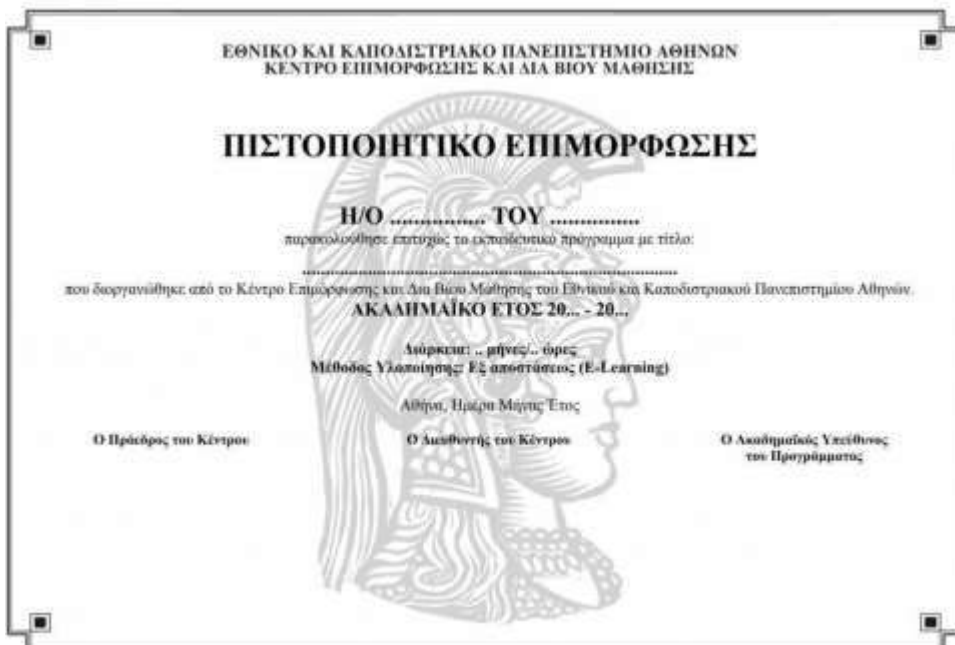 ΕΘΝΙΚΟ ΚΑΙ ΚΑΠΟΔΙΣΤΡΙΑΚΟ ΠΑΝΕΠΙΣΤΗΜΙΟ ΑΘΗΝΩΝ
ΚΕΝΤΡΟ ΕΠΙΜΟΡΦΩΣΗΣ ΚΑΙ ΔΙΑ ΒΙΟΥ ΜΑΘΗΣΗΣ
ΠΙΣΤΟΠΟΙΗΤΙΚΟ ΕΠΙΜΟΡΦΩΣΗΣ
Η/Ο ................ ΤΟΥ ...............
παρακολούθησε επιτυχώς το εκπαιδευτικό πρόγραμμα με τίτλο:
...........................................................................
που διοργανώθηκε από το Κέντρο Επιμόρφωσης και Δια Βίου Μάθησης του Εθνικού και Καποδιστριακού Πανεπιστημίου Αθηνών.
ΑΚΑΔΗΜΑΪΚΟ ΕΤΟΣ 20... - 20...
Διάρκεια: .. μήνες/.. ώρες
Μέθοδος Υλοποίησης: Εξ αποστάσεως (E-Learning)
Αθήνα, Ημέρα Μήνας Έτος
Ο Πρόεδρος του Κέντρου
Ο Διευθυντής του Κέντρου
Ο Ακαδημαϊκός Υπεύθυνος
του Προγράμματος